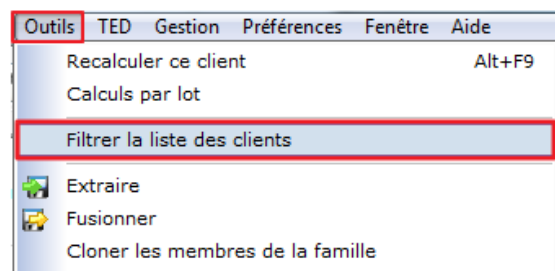 Outils TED Gestion Préférences Fenêtre Aide
Recalculer ce client Alt+F9
Calculs par lot
Filtrer la liste des clients
Extraire
Fusionner
Cloner les membres de la famille